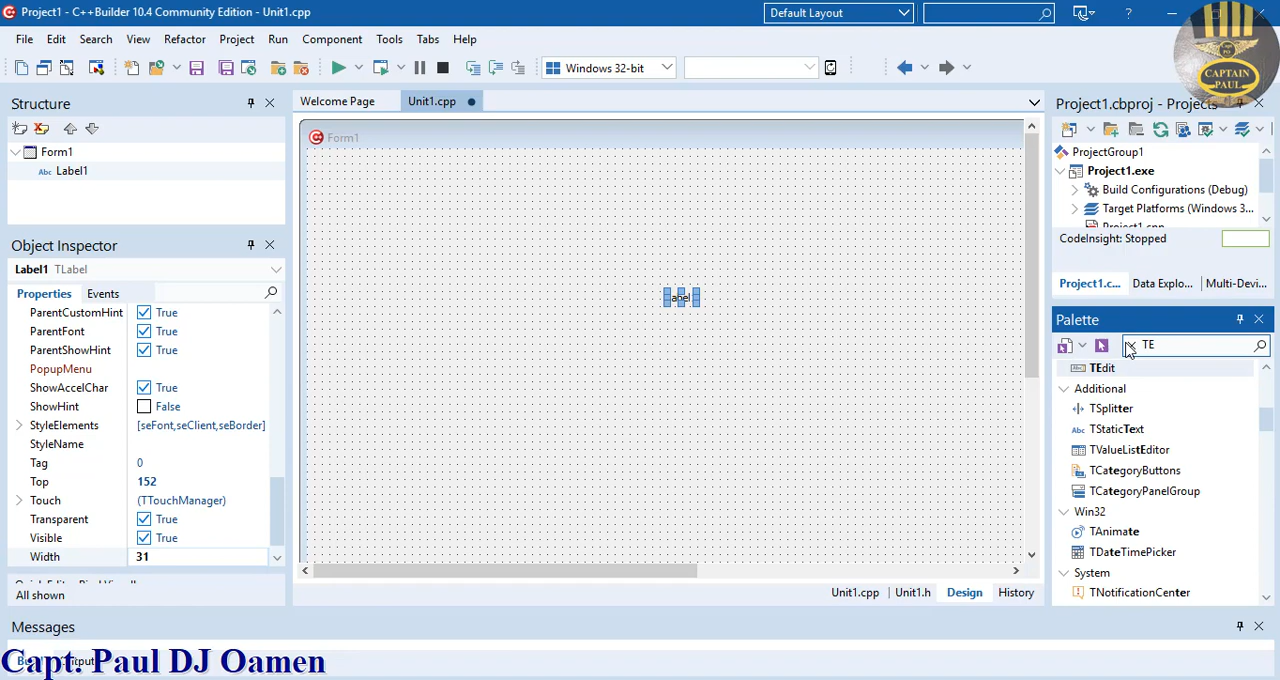 Project1 - C++Builder 10.4 Community Edition - Unit1.cpp
Default Layout
?
File Edit Search View Refactor Project Run Component Tools Tabs Help
Windows 32-bit
CAPTAIN
PAUL
Structure
Form1
Label1
Welcome Page
Unit1.cpp
Form1
Label
Object Inspector
Label1 TLabel
Properties Events
ParentCustomHint True
ParentFont True
ParentShowHint True
PopupMenu
ShowAccelChar True
ShowHint False
StyleElements [seFont,seClient,seBorder]
StyleName
Tag 0
Top 152
Touch (TTouchManager)
Transparent True
Visible True
Width 31
All shown
Unit1.cpp Unit1.h Design History
Project1.cbproj - Projects
ProjectGroup1
Project1.exe
Build Configurations (Debug)
Target Platforms (Windows 3...
Project1.cpp
CodeInsight: Stopped
Project1.c... Data Explo... Multi-Devi...
Palette
TE
TEdit
Additional
TSplitter
TStaticText
TValueListEditor
TCategoryButtons
TCategoryPanelGroup
Win32
TAnimate
TDateTimePicker
System
TNotificationCenter
Messages
Capt. Paul DJ Oamen